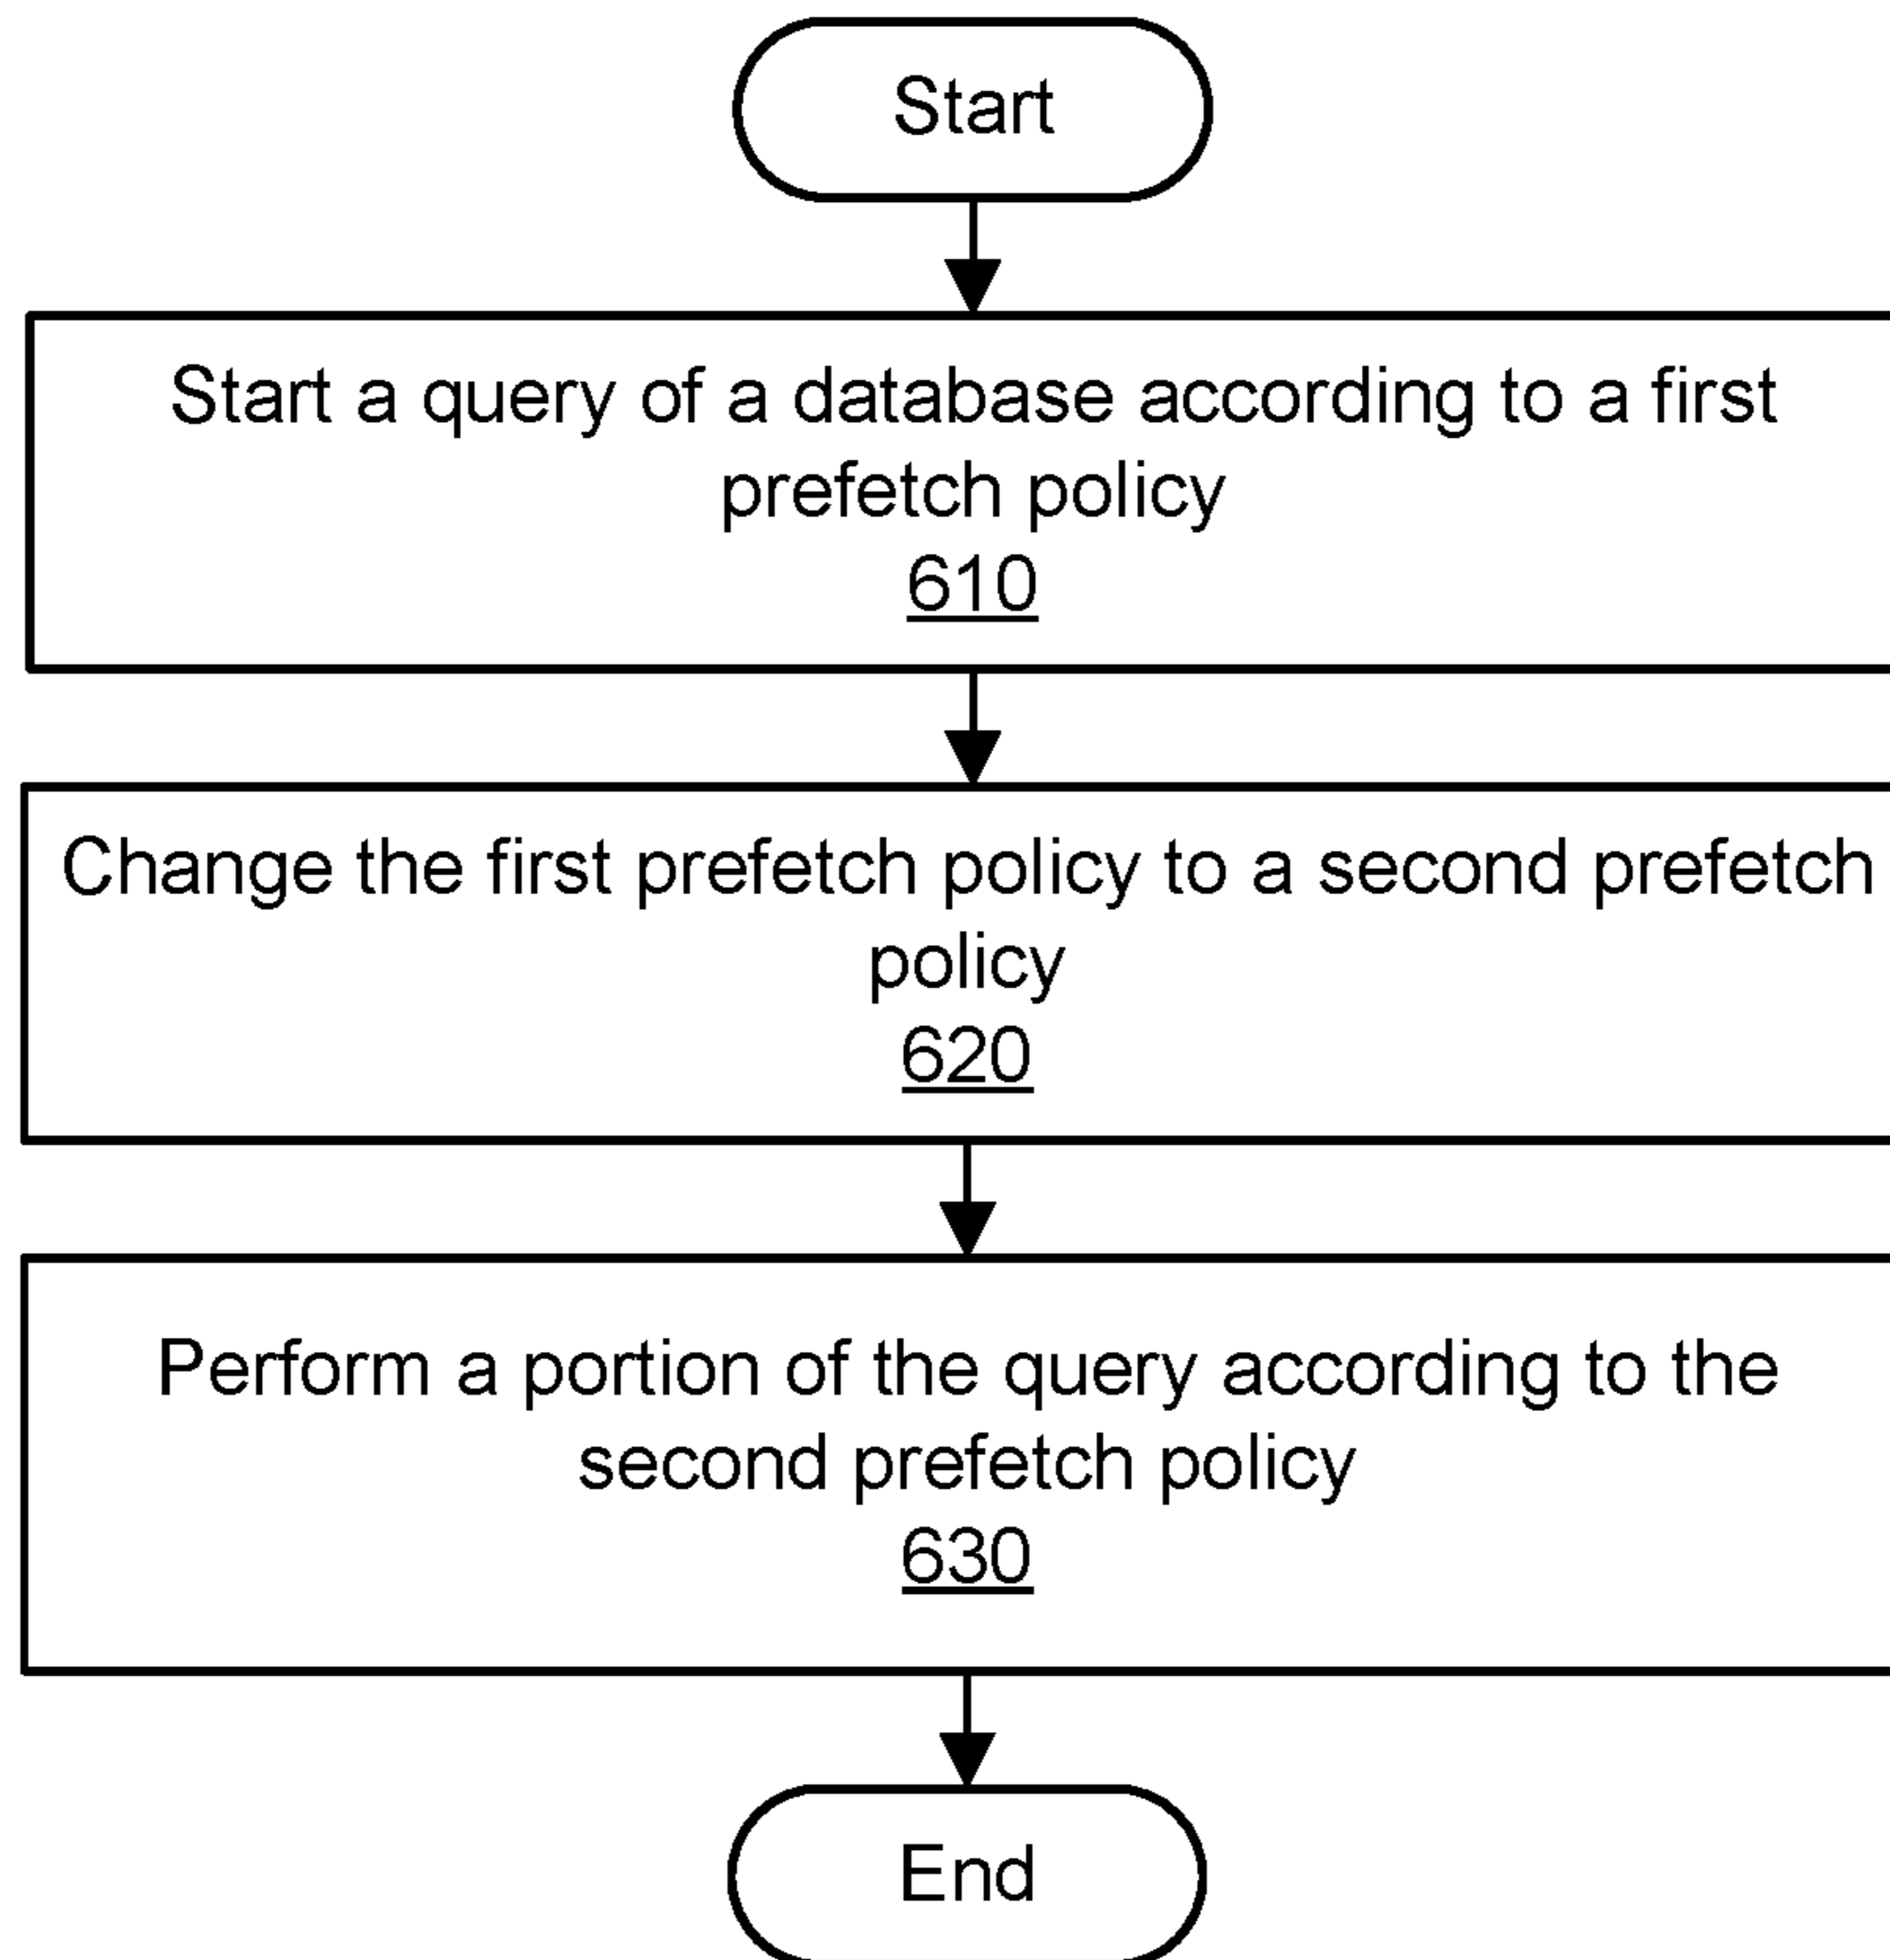 Start
Start a query of a database according to a first
prefetch policy
610
Change the first prefetch policy to a second prefetch
policy
620
Perform a portion of the query according to the
second prefetch policy
630
End